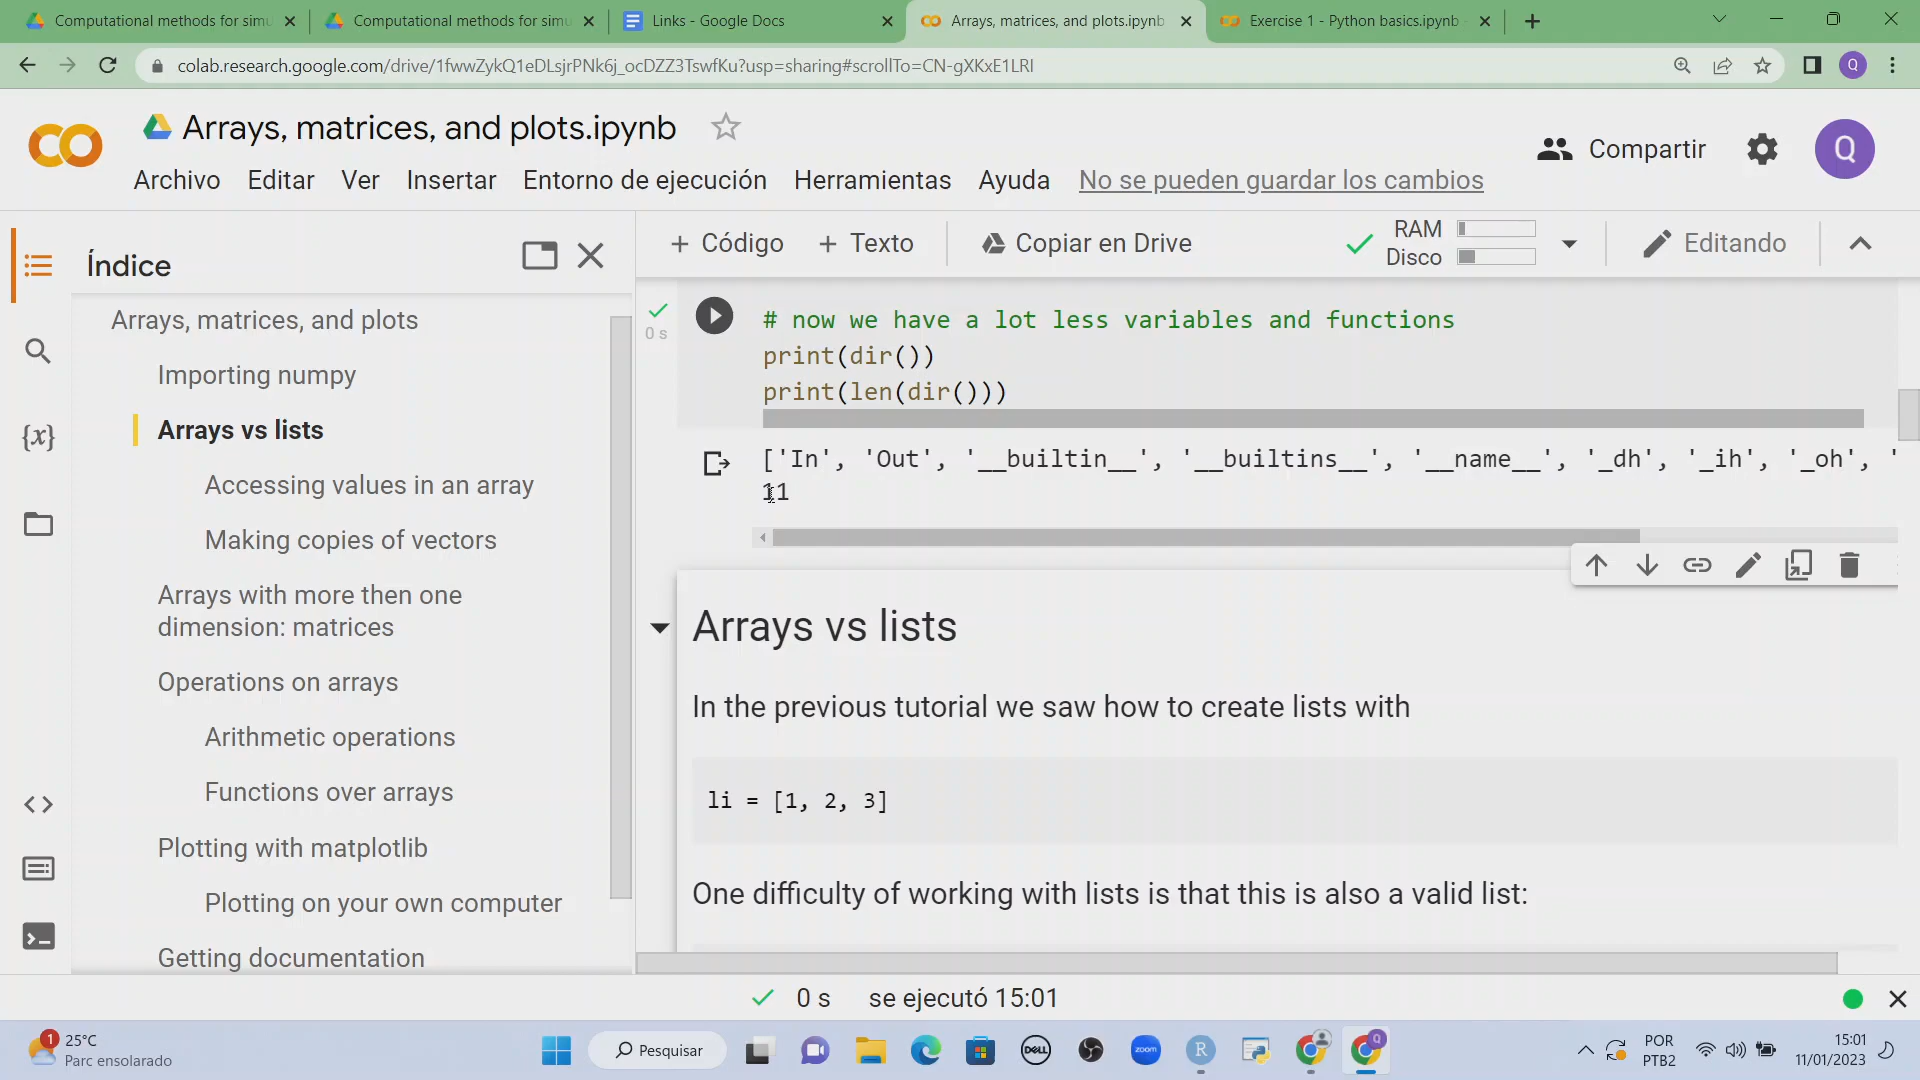 Computational methods for simu
Computational methods for simu
Links - Google Docs
Arrays, matrices, and plots.ipynb
Exercise 1 - Python basics.ipynb
colab.research.google.com/drive/1fwwZykQ1eDLsjrPNk6j_ocDZZ3TswfKu?usp=sharing#scrollTo=CN-gXKxE1LRI
Q
Arrays, matrices, and plots.ipynb
Compartir
Q
Archivo Editar Ver Insertar Entorno de ejecución Herramientas Ayuda No se pueden guardar los cambios
Índice
+ Código + Texto Copiar en Drive
RAM
Disco
Editando
Arrays, matrices, and plots
Importing numpy
Arrays vs lists
Accessing values in an array
Making copies of vectors
Arrays with more then one
dimension: matrices
Operations on arrays
Arithmetic operations
Functions over arrays
Plotting with matplotlib
Plotting on your own computer
Getting documentation
{x}
0 s
# now we have a lot less variables and functions
print(dir())
print(len(dir()))
['In', 'Out', '__builtin__', '__builtins__', '__name__', '_dh', '_ih', '_oh', '
11
Arrays vs lists
In the previous tutorial we saw how to create lists with
li = [1, 2, 3]
One difficulty of working with lists is that this is also a valid list:
0 s se ejecutó 15:01
1
25°C
Parc ensolarado
Pesquisar
DELL
zoom
R
Q
POR
PTB2
15:01
11/01/2023